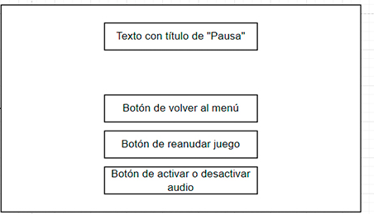 Texto con título de "Pausa"
Botón de volver al menú
Botón de reanudar juego
Botón de activar o desactivar
audio